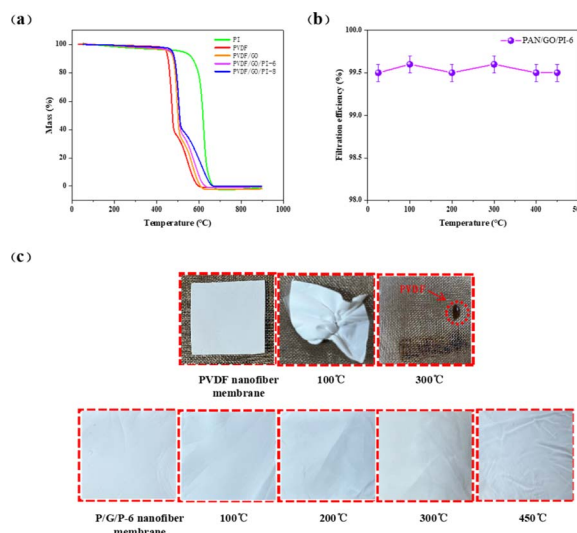 (a)
100
80
60
40
20
0
Mass (%)
PI
PVDF
PVDF/GO
PVDF/GO/PI-6
PVDF/GO/PI-8
0
200
400
600
800
1000
Temperature (°C)
(b)
100.0
99.5
99.0
98.5
98.0
Filtration efficiency (%)
PAN/GO/PI-6
0
100
200
300
400
Temperature (°C)
(c)
PVDF
PVDF nanofiber
membrane
100℃
300℃
P/G/P-6 nanofiber
membrane
100℃
200℃
300℃
450℃